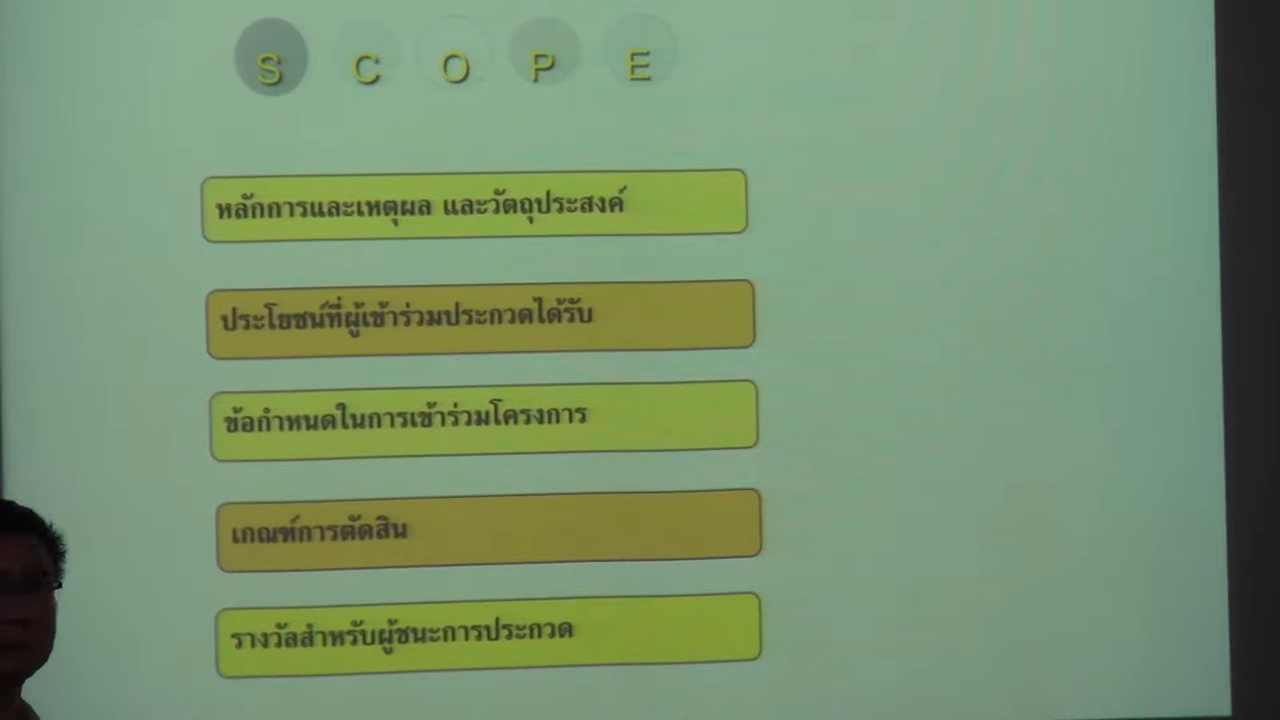 S C O P E
หลักการและเหตุผล และวัตถุประสงค์
ประโยชน์ที่ผู้เข้าร่วมประกวดได้รับ
ข้อกำหนดในการเข้าร่วมโครงการ
เกณฑ์การตัดสิน
รางวัลสำหรับผู้ชนะการประกวด